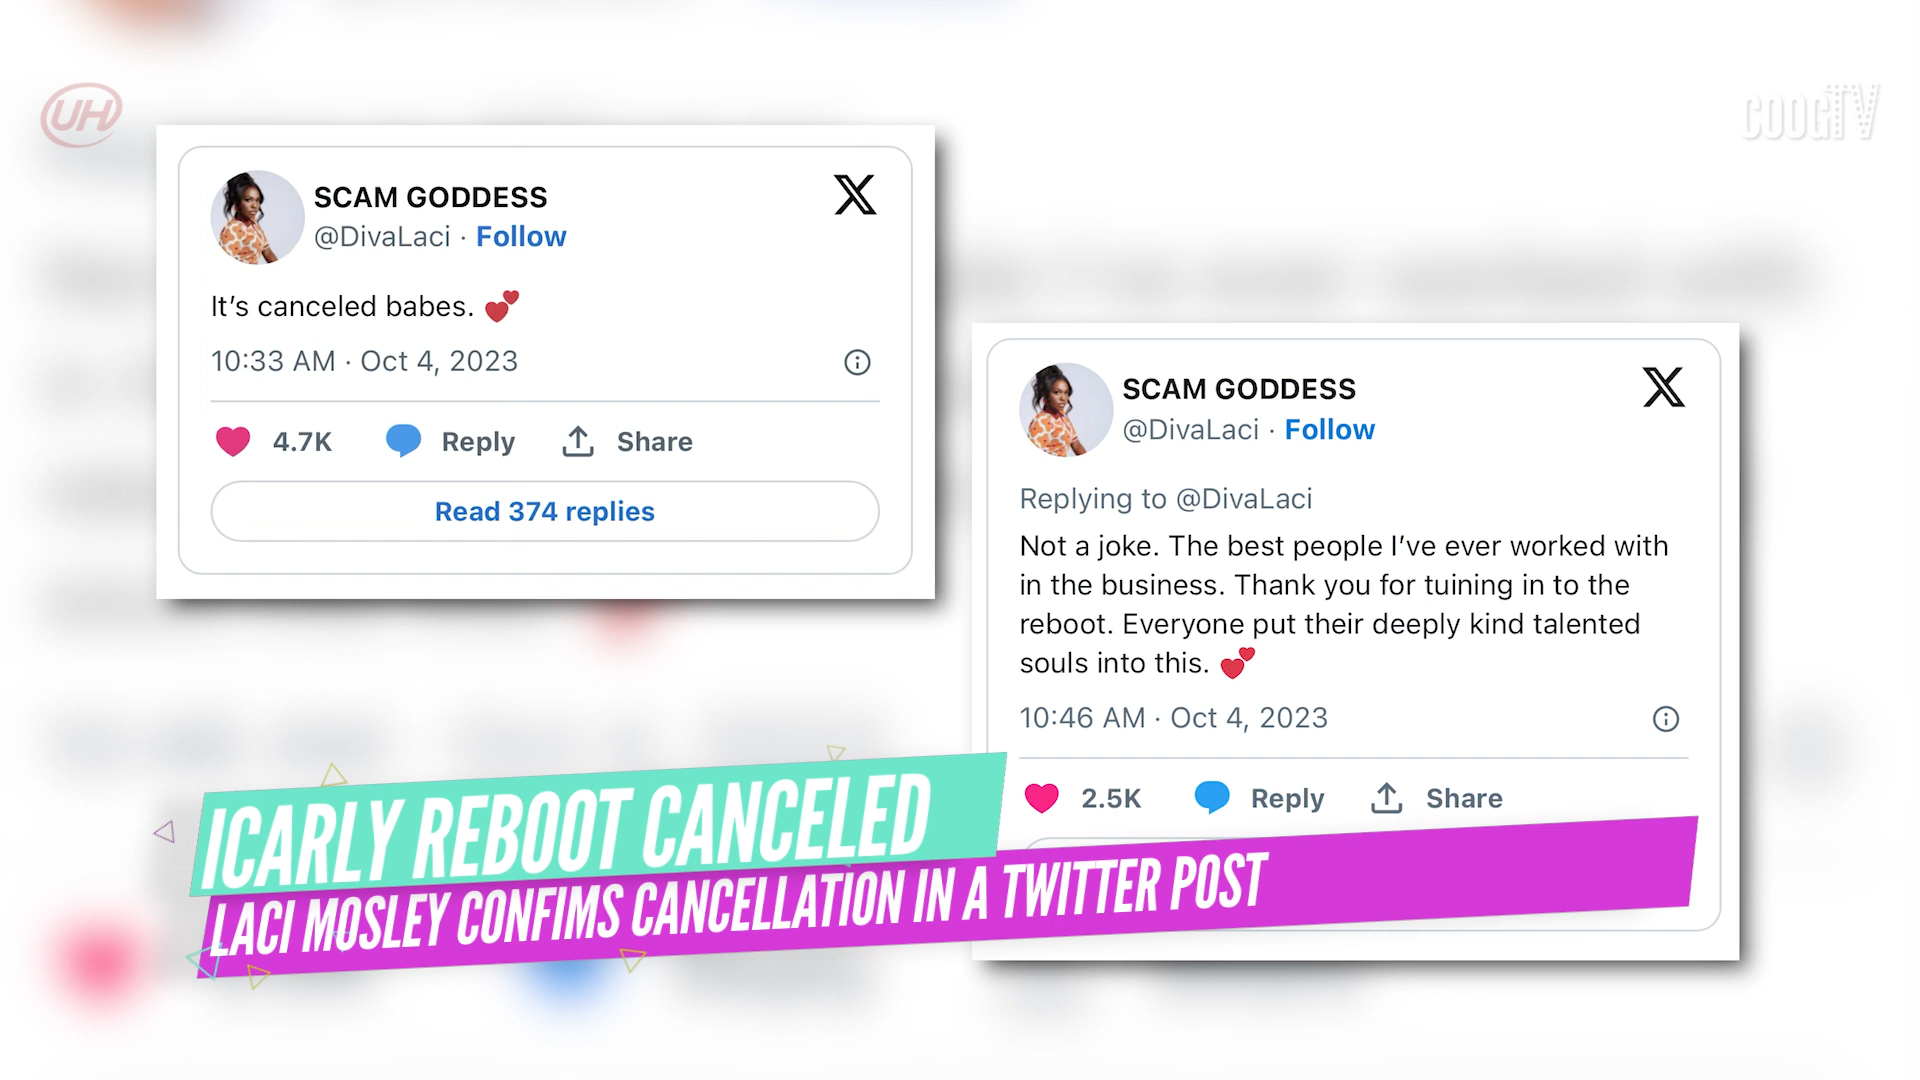 UH
COOGTV
SCAM GODDESS
@DivaLaci · Follow
It's canceled babes. 💕
10:33 AM · Oct 4, 2023
4.7K Reply Share
Read 374 replies
SCAM GODDESS
@DivaLaci · Follow
Replying to @DivaLaci
Not a joke. The best people I've ever worked with
in the business. Thank you for tuining in to the
reboot. Everyone put their deeply kind talented
souls into this. 💕
10:46 AM · Oct 4, 2023
2.5K Reply Share
ICARLY REBOOT CANCELED
LACI MOSLEY CONFIMS CANCELLATION IN A TWITTER POST